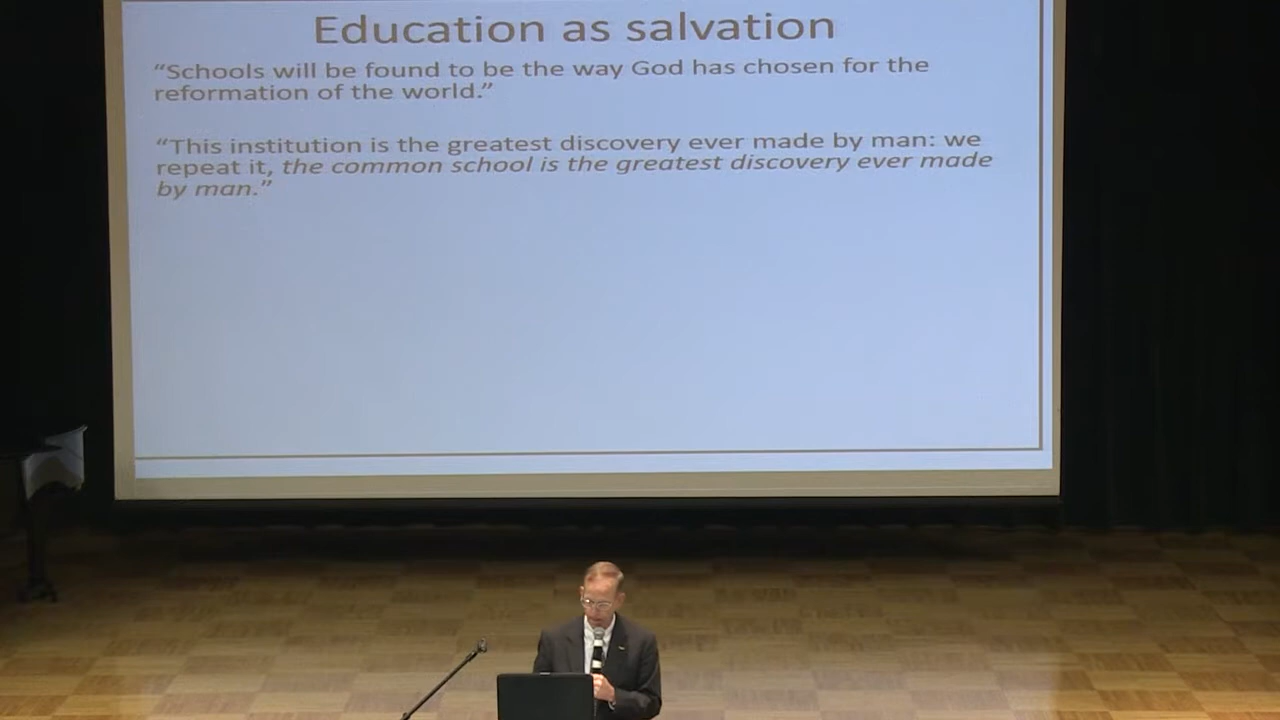 Education as salvation
“Schools will be found to be the way God has chosen for the
reformation of the world.”
“This institution is the greatest discovery ever made by man: we
repeat it, the common school is the greatest discovery ever made
by man.”